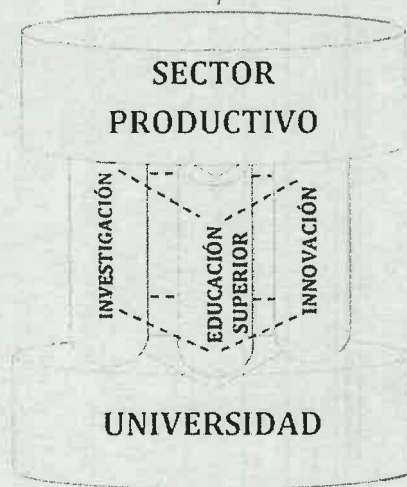 SECTOR
PRODUCTIVO
INVESTIGACIÓN
EDUCACIÓN
SUPERIOR
INNOVACIÓN
UNIVERSIDAD